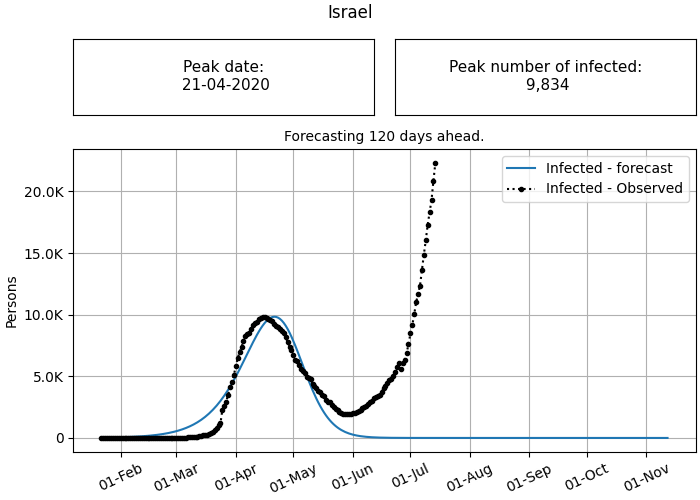 Israel
Peak date:
21-04-2020
Peak number of infected:
9,834
Forecasting 120 days ahead.
Infected - forecast
Infected - Observed
Persons
20.0K
15.0K
10.0K
5.0K
0
01-Feb
01-Mar
01-Apr
01-May
01-Jun
01-Jul
01-Aug
01-Sep
01-Oct
01-Nov